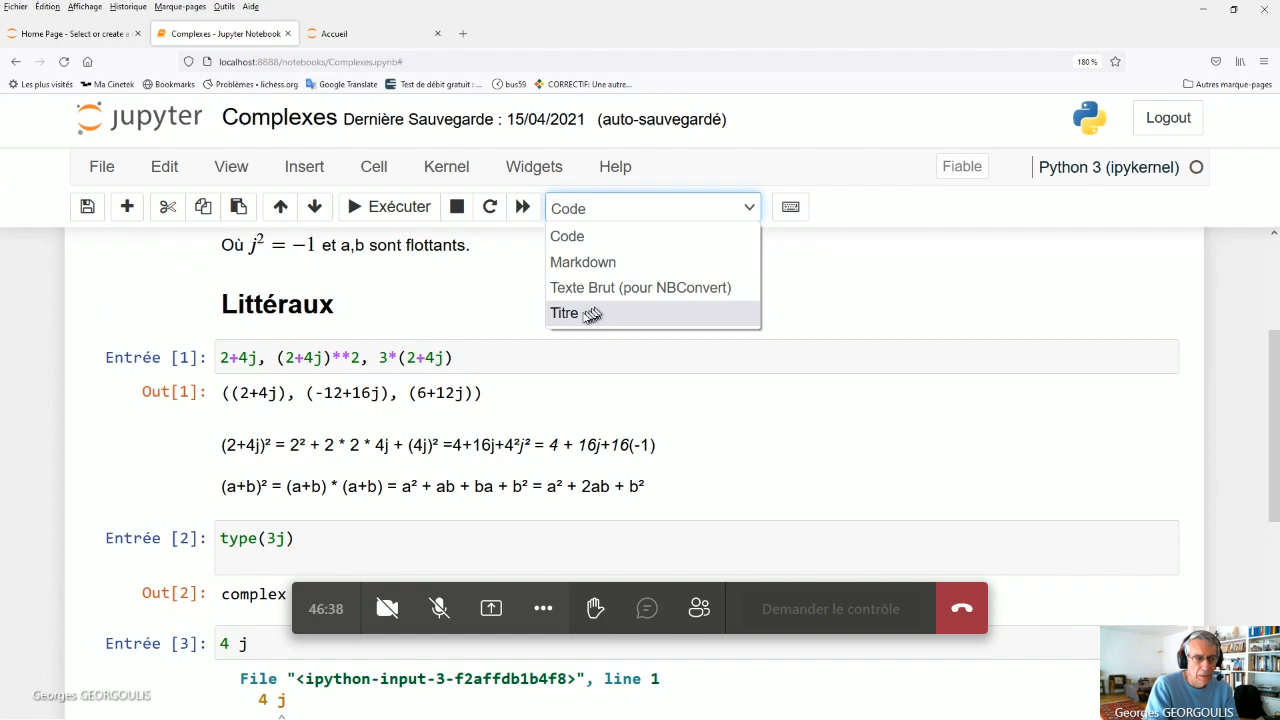 Fichier Édition Affichage Historique Marque-pages Outils Aide
Home Page - Select or create a
Complexes - Jupyter Notebook
Accueil
localhost:8888/notebooks/Complexes.ipynb#
180 %
Les plus visités Ma Cinetek Bookmarks Problèmes • lichess.org Google Translate Test de débit gratuit : ... bus59 CORRECTIF: Une autre...
Autres marque-pages
jupyter Complexes Dernière Sauvegarde : 15/04/2021 (auto-sauvegardé)
Logout
File Edit View Insert Cell Kernel Widgets Help
Fiable
Python 3 (ipykernel)
Exécuter
Code
Code
Markdown
Texte Brut (pour NBConvert)
Titre
Où j² = −1 et a,b sont flottants.
Littéraux
Entrée [1]: 2+4j, (2+4j)**2, 3*(2+4j)
Out[1]: ((2+4j), (-12+16j), (6+12j))
(2+4j)² = 2² + 2 * 2 * 4j + (4j)² =4+16j+4²j² = 4 + 16j+16(-1)
(a+b)² = (a+b) * (a+b) = a² + ab + ba + b² = a² + 2ab + b²
Entrée [2]: type(3j)
Out[2]: complex
46:38
Demander le contrôle
Entrée [3]: 4 j
File "<ipython-input-3-f2affdb1b4f8>", line 1
4 j
^
Georges GEORGOULIS
Georges GEORGOULIS